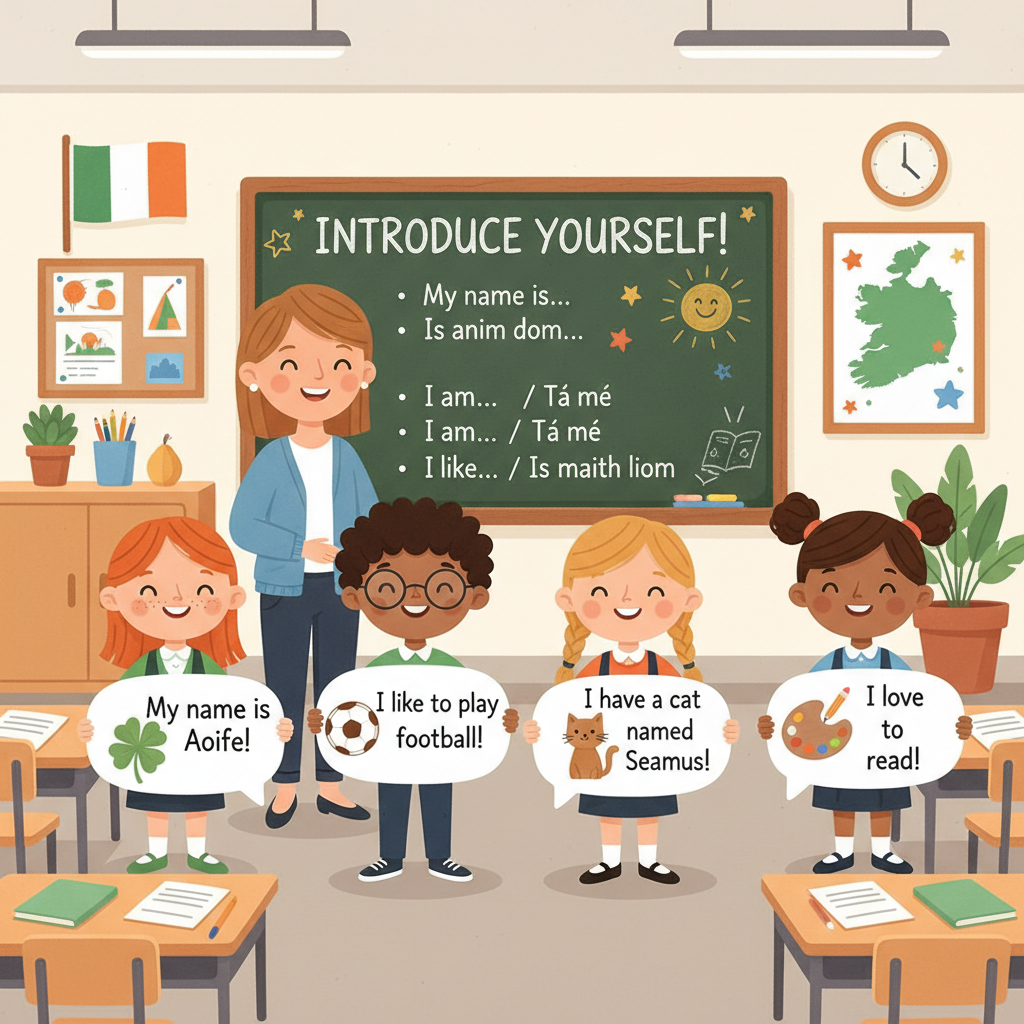 INTRODUCE YOURSELF!
• My name is...
• Is anim dom...
• I am... / Tá mé
• I am... / Tá mé
• I like... / Is maith liom
My name is
Aoife!
I like to play
football!
I have a cat
named
Seamus!
I love
to
read!